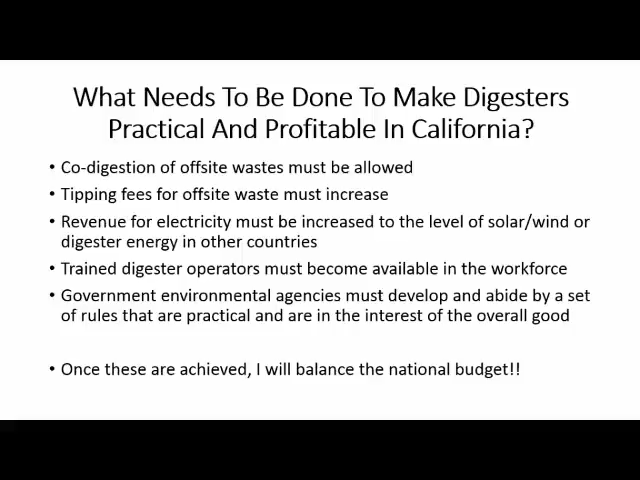 What Needs To Be Done To Make Digesters
Practical And Profitable In California?
• Co-digestion of offsite wastes must be allowed
• Tipping fees for offsite waste must increase
• Revenue for electricity must be increased to the level of solar/wind or
digester energy in other countries
• Trained digester operators must become available in the workforce
• Government environmental agencies must develop and abide by a set
of rules that are practical and are in the interest of the overall good
• Once these are achieved, I will balance the national budget!!